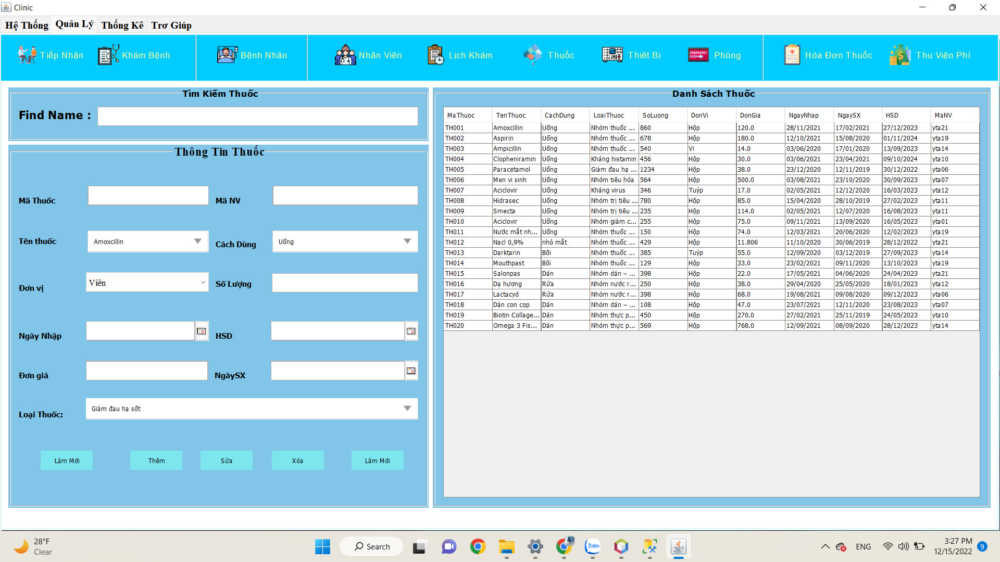 Clinic
Hệ Thống Quản Lý Thống Kê Trơ Giúp
Tiếp Nhận Khám Bệnh Bệnh Nhân Nhân Viên Lịch Khám Thuốc Thiêt Bị EMERGENCY ROOM Phòng Hóa Đơn Thuốc Thu Viện Phí
Tìm Kiếm Thuốc
Find Name :
Thông Tin Thuốc
Mã Thuốc Mã NV
Tên thuốc Amoxcillin Cách Dùng Uống
Đơn vị Viên Số Lượng
Ngày Nhập HSD
Đơn giá NgàySX
Loại Thuốc: Giảm đau hạ sốt
Làm Mới Thêm Sửa Xóa Làm Mới
Danh Sách Thuốc
MaThuoc TenThuoc CachDung LoaiThuoc SoLuong DonVi DonGia NgayNhap NgaySX HSD MaNV
TH001 Amoxcillin Uống Nhóm thuốc ... 860 Hộp 120.0 28/11/2021 17/02/2021 27/12/2023 yta21
TH002 Aspirin Uống Nhóm thuốc ... 678 Hộp 180.0 12/10/2021 15/08/2020 01/11/2024 yta19
TH003 Ampicillin Uống Nhóm thuốc ... 540 Vi 14.0 03/06/2020 17/01/2020 13/09/2023 yta14
TH004 Clopheniramin Uống Kháng histamin 456 Hộp 30.0 03/06/2021 23/04/2021 09/10/2024 yta10
TH005 Paracetamol Uống Giảm đau hạ ... 1234 Hộp 38.0 23/12/2020 12/11/2019 30/12/2022 yta06
TH006 Men vi sinh Uống Nhóm tiêu hóa 564 Hộp 500.0 03/08/2021 23/10/2020 30/09/2023 yta07
TH007 Aciclovir Uống Kháng virus 346 Tuýp 17.0 02/05/2021 12/12/2020 16/03/2023 yta12
TH008 Hidrasec Uống Nhóm trị tiêu ... 780 Hộp 85.0 15/04/2020 28/10/2019 27/02/2023 yta11
TH009 Smecta Uống Nhóm trị tiêu ... 235 Hộp 114.0 02/05/2021 12/07/2020 16/08/2023 yta11
TH010 Aciclovir Uống Nhóm giảm c... 255 Hộp 75.0 09/11/2021 13/09/2020 16/05/2023 yta01
TH011 Nước mắt nh... Uống Nhóm thuốc ... 150 Hộp 74.0 12/03/2021 20/06/2020 12/02/2023 yta19
TH012 Nacl 0,9% nhỏ mắt Nhóm thuốc ... 429 Hộp 11.806 11/10/2020 30/06/2019 28/12/2022 yta21
TH013 Darktarin Bôi Nhóm thuốc ... 385 Tuýp 55.0 12/09/2020 03/12/2019 27/09/2023 yta14
TH014 Mouthpast Bôi Nhóm thuốc ... 129 Hộp 33.0 23/02/2021 09/11/2020 13/10/2023 yta19
TH015 Salonpas Dán Nhóm dán – ... 398 Hộp 22.0 17/05/2021 04/06/2020 24/04/2023 yta21
TH016 Dạ hương Rửa Nhóm nước r... 250 Hộp 38.0 29/04/2020 25/05/2020 18/01/2023 yta12
TH017 Lactacyd Rửa Nhóm nước r... 398 Hộp 68.0 19/08/2021 09/08/2020 09/12/2023 yta06
TH018 Dán con cọp Dán Nhóm dán – ... 108 Hộp 47.0 23/07/2021 12/11/2020 23/08/2023 yta07
TH019 Biotin Collage... Dán Nhóm thực p... 450 Hộp 270.0 27/02/2021 25/11/2019 24/05/2023 yta10
TH020 Omega 3 Fis... Dán Nhóm thực p... 569 Hộp 768.0 12/09/2021 08/09/2020 28/12/2023 yta14
28°F
Clear
Search
Zalo
ENG
3:27 PM
12/15/2022
9